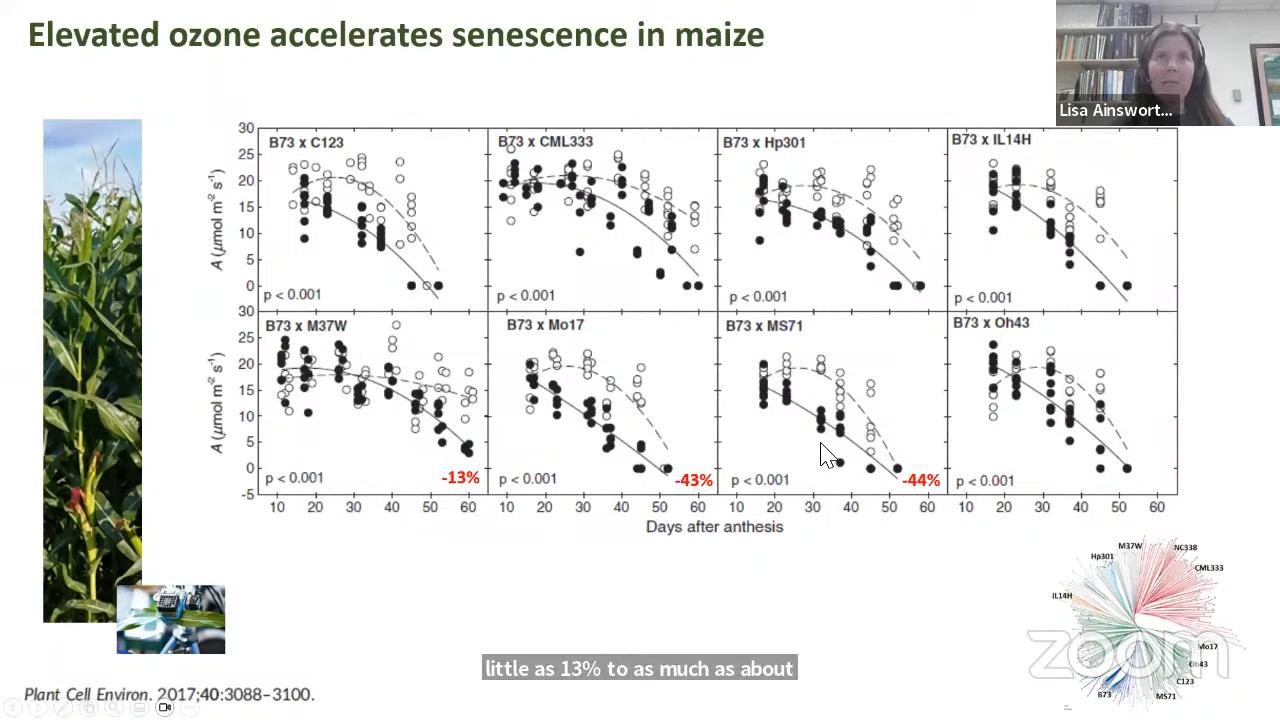 Elevated ozone accelerates senescence in maize
Lisa Ainswort...
30
25
20
15
10
5
0
A (μmol m⁻² s⁻¹)
B73 x C123
p < 0.001
B73 x CML333
p < 0.001
B73 x Hp301
p < 0.001
B73 x IL14H
p < 0.001
30
25
20
15
10
5
0
-5
A (μmol m⁻² s⁻¹)
B73 x M37W
p < 0.001
-13%
B73 x Mo17
p < 0.001
-43%
B73 x MS71
p < 0.001
-44%
B73 x Oh43
p < 0.001
10 20 30 40 50 60 10 20 30 40 50 60 10 20 30 40 50 60 10 20 30 40 50 60
Days after anthesis
M37W
NC338
Hp301
CML333
IL14H
Mo17
Oh43
C123
B73
MS71
zoom
little as 13% to as much as about
Plant Cell Environ. 2017;40:3088–3100.